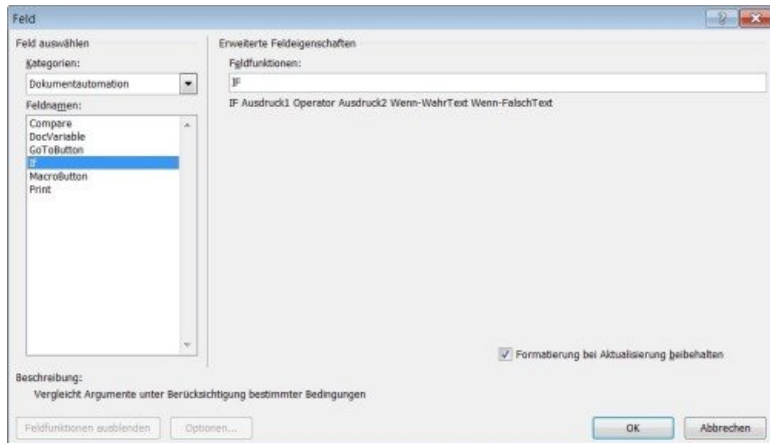 Feld
Feld auswählen
Kategorien:
Dokumentautomation
Feldnamen:
Compare
DocVariable
GoToButton
IF
MacroButton
Print
Erweiterte Feldeigenschaften
Feldfunktionen:
IF
IF Ausdruck1 Operator Ausdruck2 Wenn-WahrText Wenn-FalschText
Formatierung bei Aktualisierung beibehalten
Beschreibung:
Vergleicht Argumente unter Berücksichtigung bestimmter Bedingungen
Feldfunktionen ausblenden
Optionen...
OK
Abbrechen